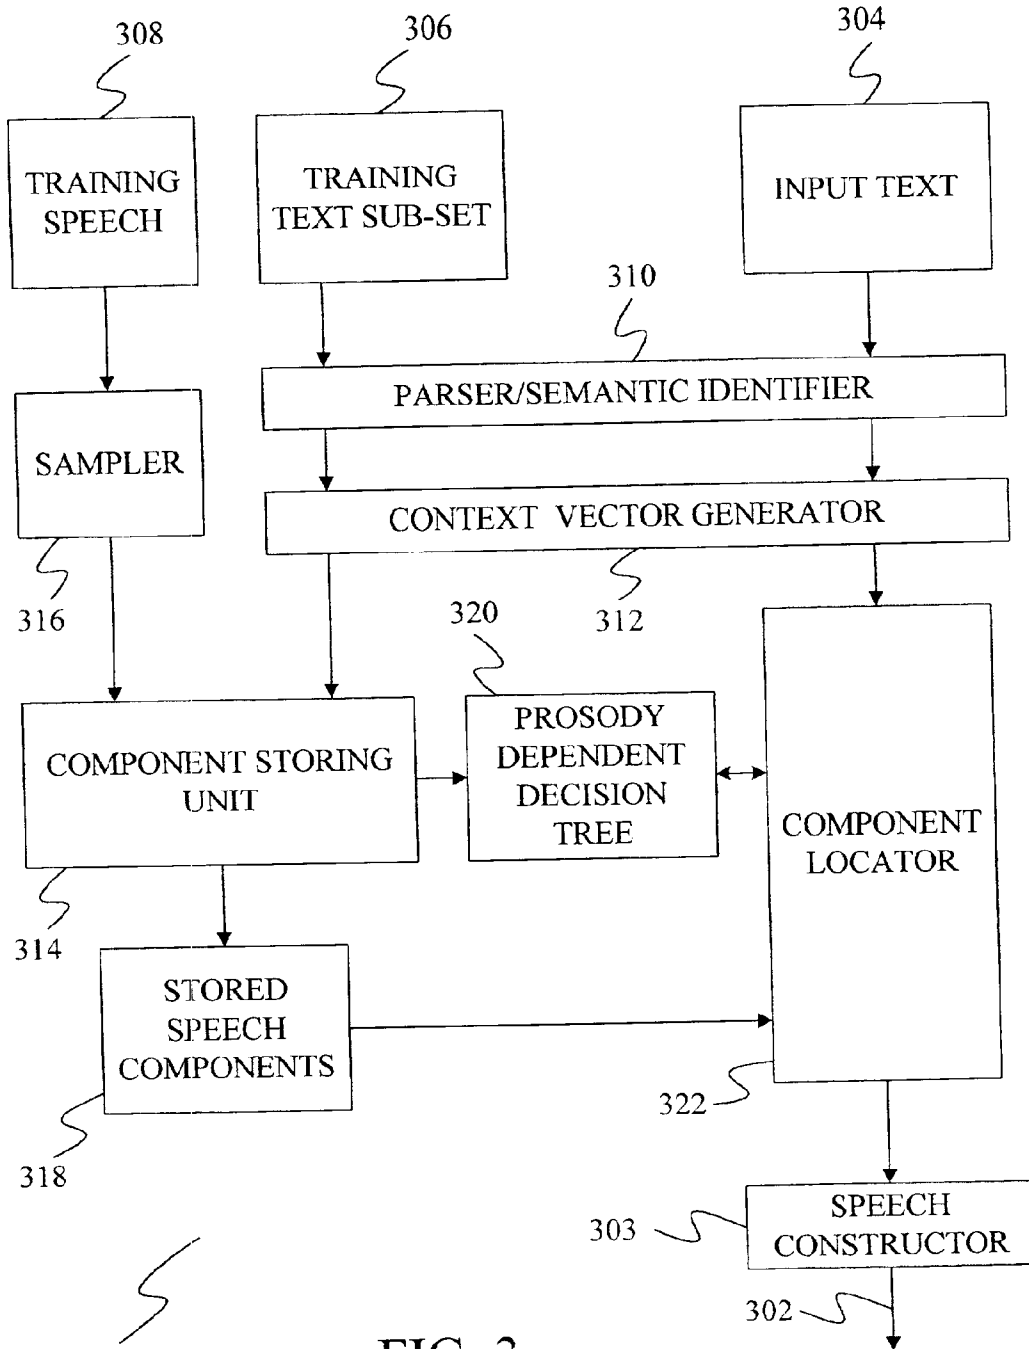 308
306
304
TRAINING
SPEECH
TRAINING
TEXT SUB-SET
INPUT TEXT
310
PARSER/SEMANTIC IDENTIFIER
SAMPLER
CONTEXT VECTOR GENERATOR
316
312
320
PROSODY
DEPENDENT
DECISION
TREE
COMPONENT STORING
UNIT
COMPONENT
LOCATOR
314
STORED
SPEECH
COMPONENTS
322
318
SPEECH
CONSTRUCTOR
303
302
FIG. 3